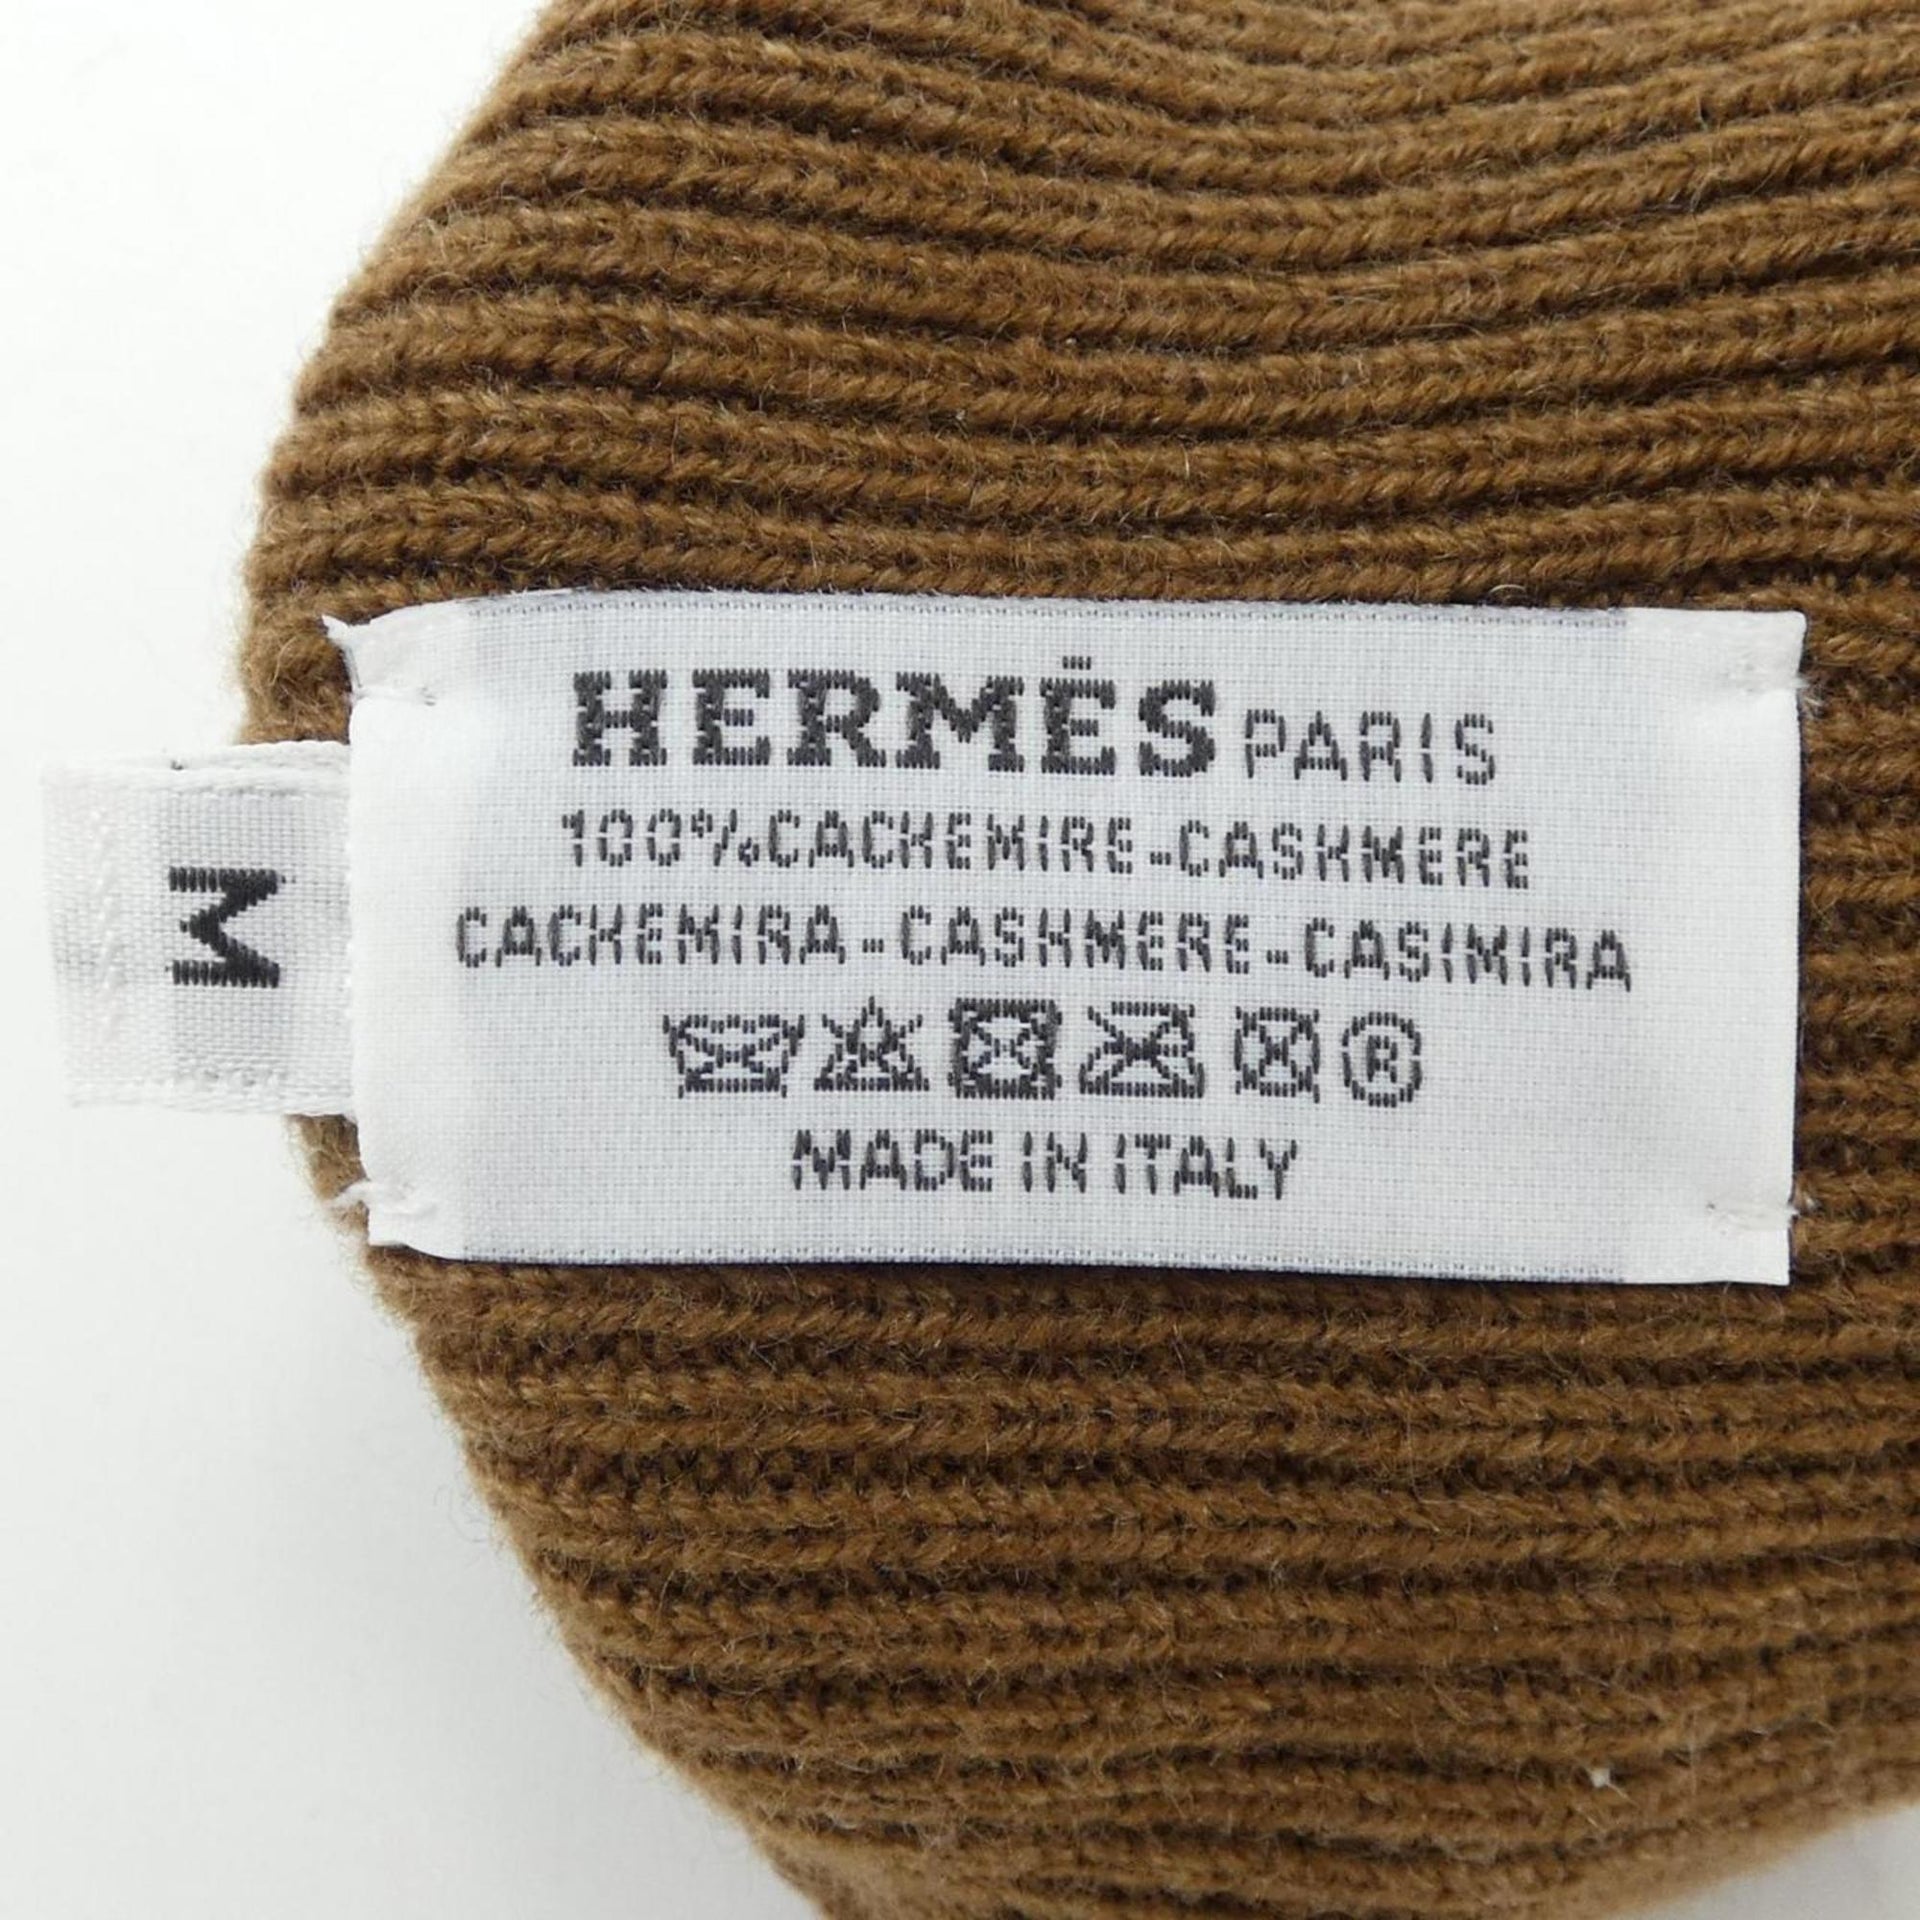 HERMÈS PARIS
100%CACHEMIRE-CASHMERE
CACHEMIRA-CASHMERE-CASIMIRA
®
MADE IN ITALY
M